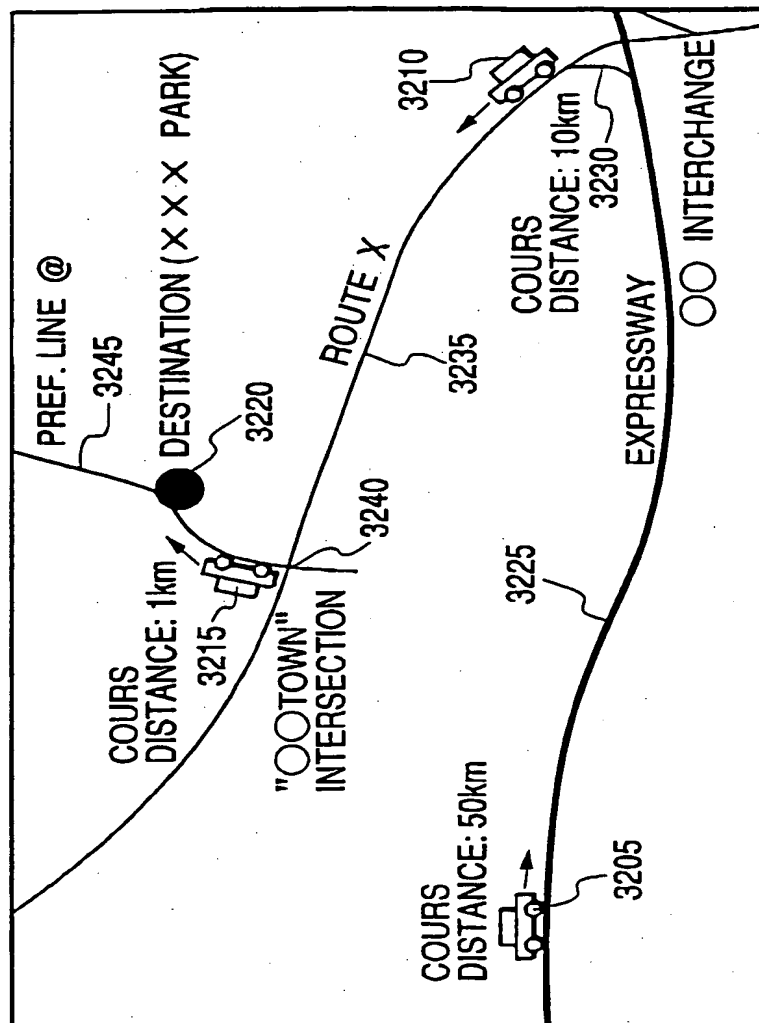 PREF. LINE @
3245
DESTINATION (××× PARK)
3220
COURS
DISTANCE: 1km
3215
"○○TOWN"
INTERSECTION
3240
ROUTE X
3235
3210
COURS
DISTANCE: 10km
3230
COURS
DISTANCE: 50km
3205
3225
EXPRESSWAY
○○ INTERCHANGE